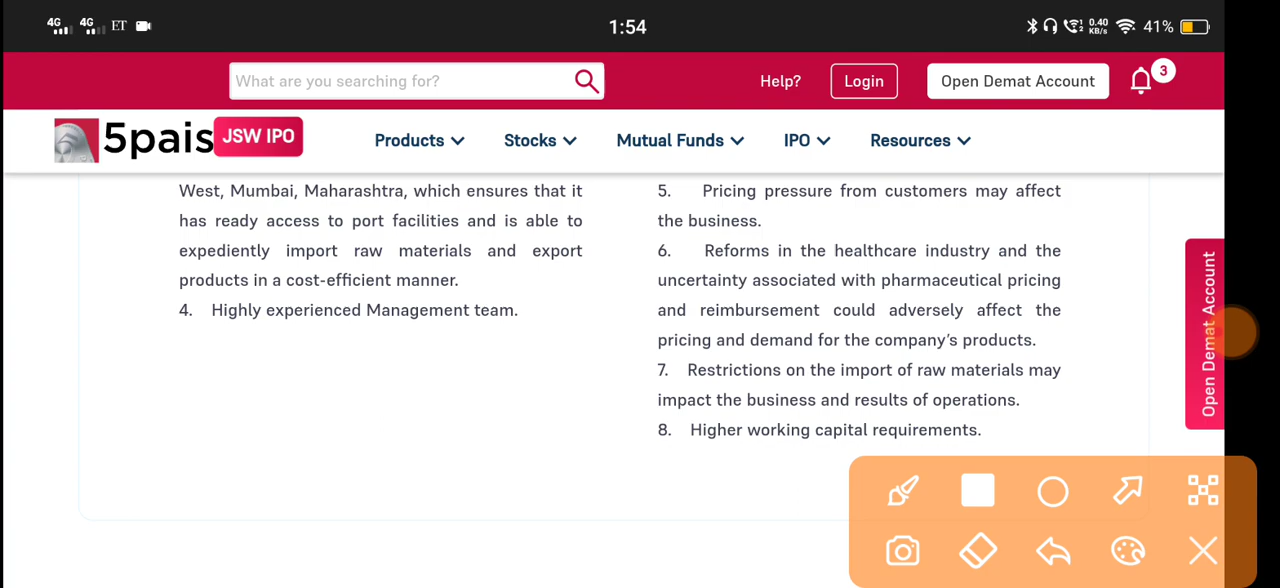 4G 4G ET 1:54 2 0.40 KB/s 41%
What are you searching for? Help? Login Open Demat Account 3
5pais JSW IPO Products Stocks Mutual Funds IPO Resources
West, Mumbai, Maharashtra, which ensures that it
has ready access to port facilities and is able to
expediently import raw materials and export
products in a cost-efficient manner.
4. Highly experienced Management team.
5. Pricing pressure from customers may affect
the business.
6. Reforms in the healthcare industry and the
uncertainty associated with pharmaceutical pricing
and reimbursement could adversely affect the
pricing and demand for the company's products.
7. Restrictions on the import of raw materials may
impact the business and results of operations.
8. Higher working capital requirements.
Open Demat Account